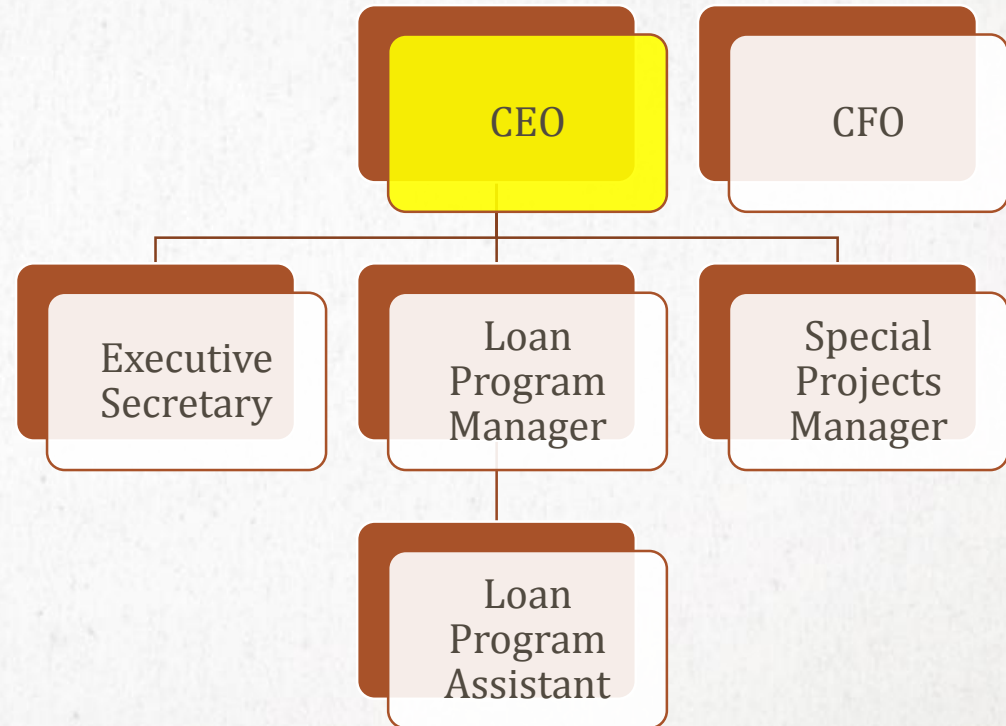 CEO
CFO
Executive
Secretary
Loan
Program
Manager
Special
Projects
Manager
Loan
Program
Assistant